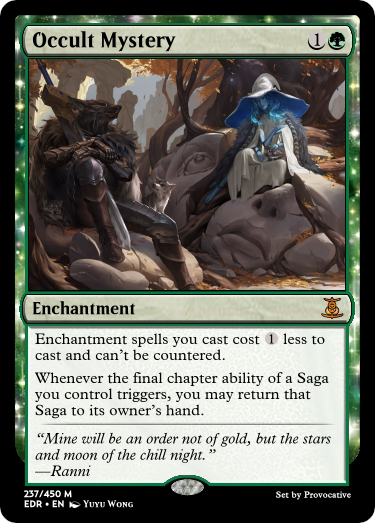 Occult Mystery 1
Enchantment
Enchantment spells you cast cost 1 less to
cast and can't be countered.
Whenever the final chapter ability of a Saga
you control triggers, you may return that
Saga to its owner's hand.
“Mine will be an order not of gold, but the stars
and moon of the chill night.”
—Ranni
237/450 M
EDR • EN Yuyu Wong
Set by Provocative